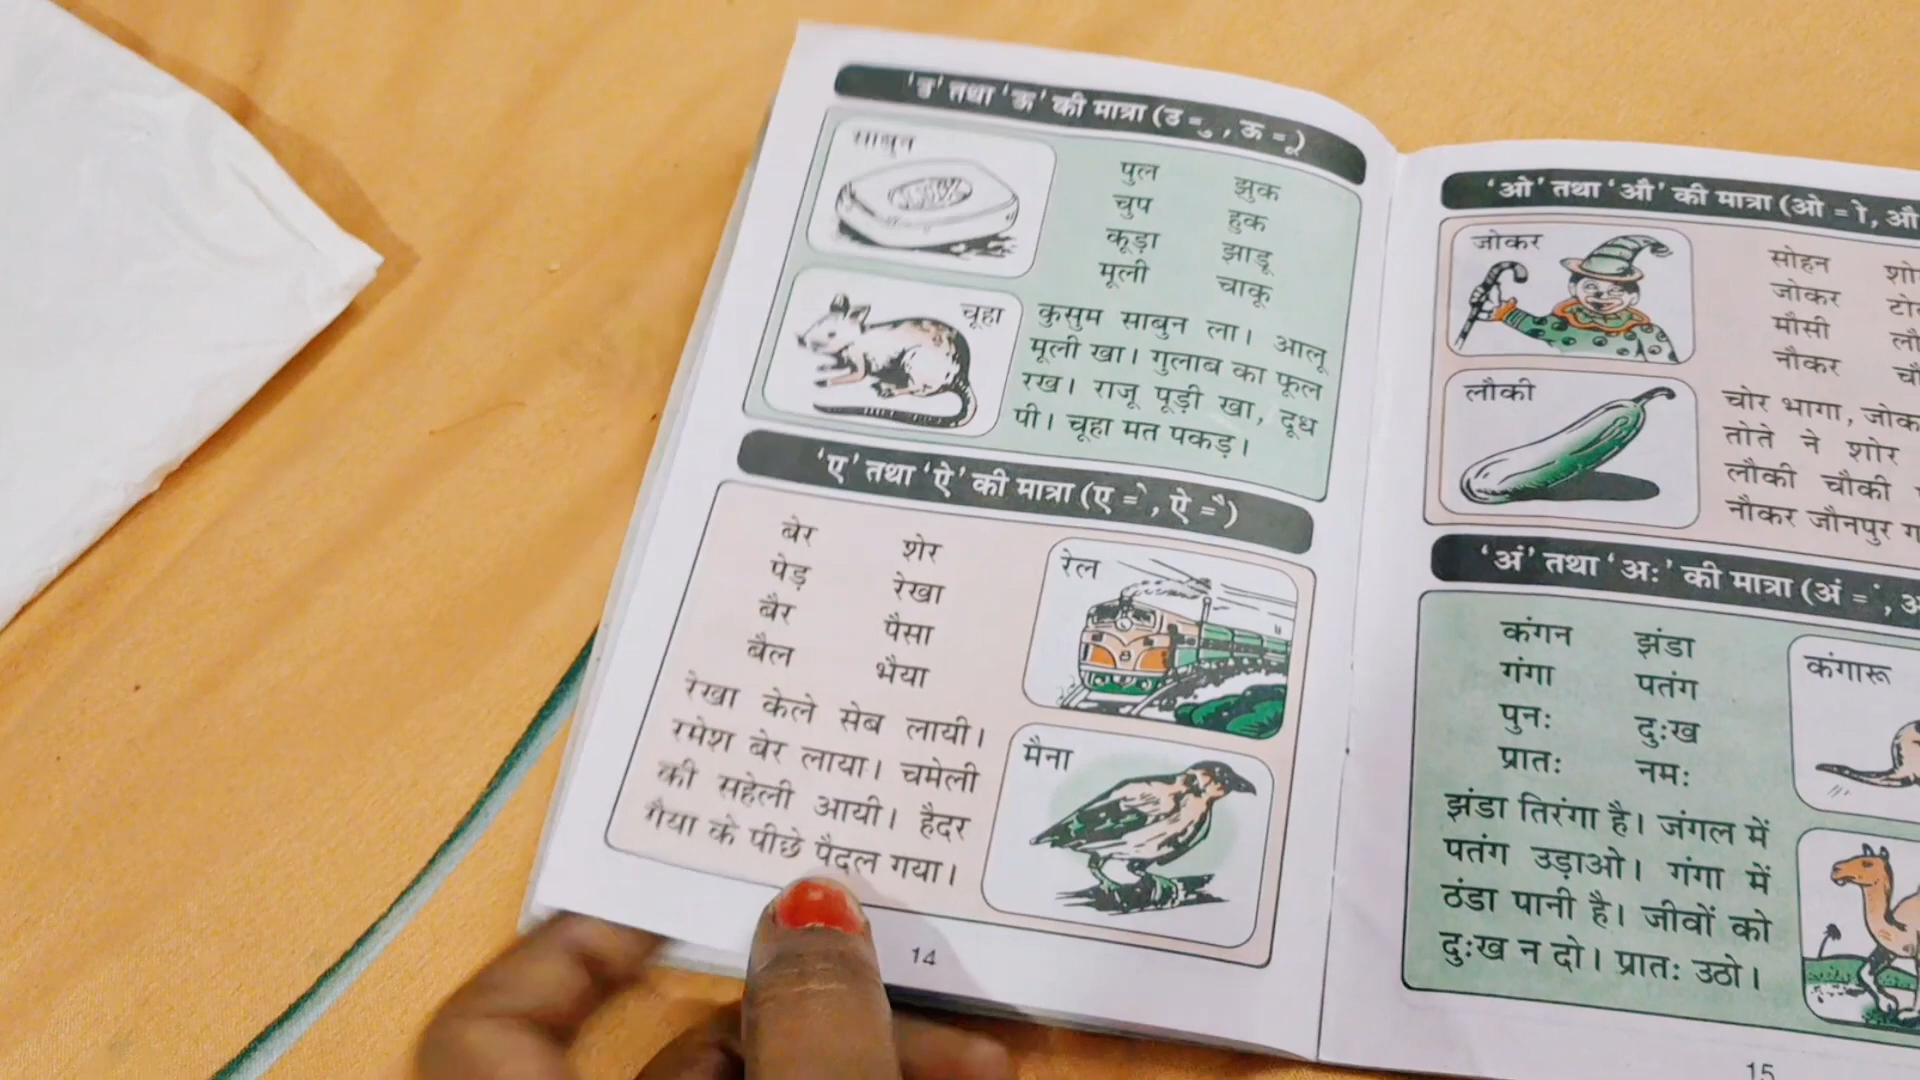 'उ' तथा 'ऊ' की मात्रा (उ = ु, ऊ = ू)
साबुन
पुल झुक
चुप हुक
कूड़ा झाडू
मूली चाकू
चूहा
कुसुम साबुन ला। आलू
मूली खा। गुलाब का फूल
रख। राजू पूड़ी खा, दूध
पी। चूहा मत पकड़।
'ए' तथा 'ऐ' की मात्रा (ए = े, ऐ = ै)
बेर शेर
पेड़ रेखा
बैर पैसा
बैल भैया
रेल
रेखा केले सेब लायी।
रमेश बेर लाया। चमेली
की सहेली आयी। हैदर
गैया के पीछे पैदल गया।
मैना
14
'ओ' तथा 'औ' की मात्रा (ओ = ो, औ
जोकर
सोहन
जोकर
मौसी
नौकर
लौकी
चोर भागा,
तोते ने शोर
लौकी चौकी
नौकर जौनपुर
'अं' तथा 'अः' की मात्रा (अं = ं,
कंगन झंडा
गंगा पतंग
पुनः दुःख
प्रातः नमः
कंगारू
झंडा तिरंगा है। जंगल में
पतंग उड़ाओ। गंगा में
ठंडा पानी है। जीवों को
दुःख न दो। प्रातः उठो।
15